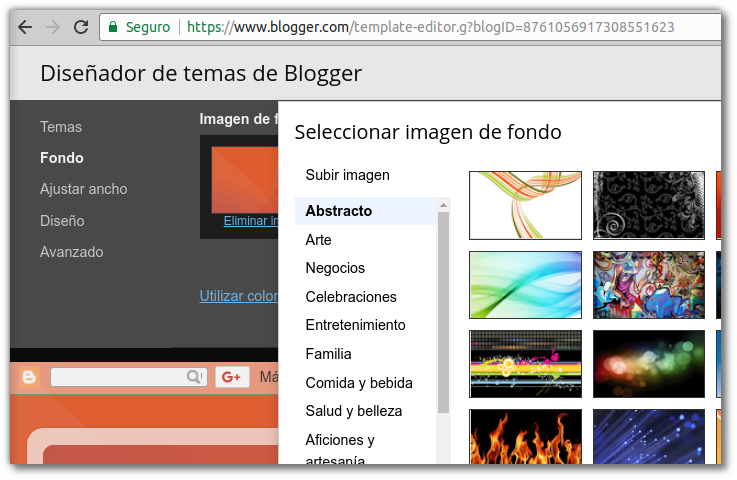 Seguro
https://www.blogger.com/template-editor.g?blogID=8761056917308551623
Diseñador de temas de Blogger
Temas
Fondo
Ajustar ancho
Diseño
Avanzado
Imagen de f
Eliminar in
Utilizar color
G+
Má
Seleccionar imagen de fondo
Subir imagen
Abstracto
Arte
Negocios
Celebraciones
Entretenimiento
Familia
Comida y bebida
Salud y belleza
Aficiones y
artesanía